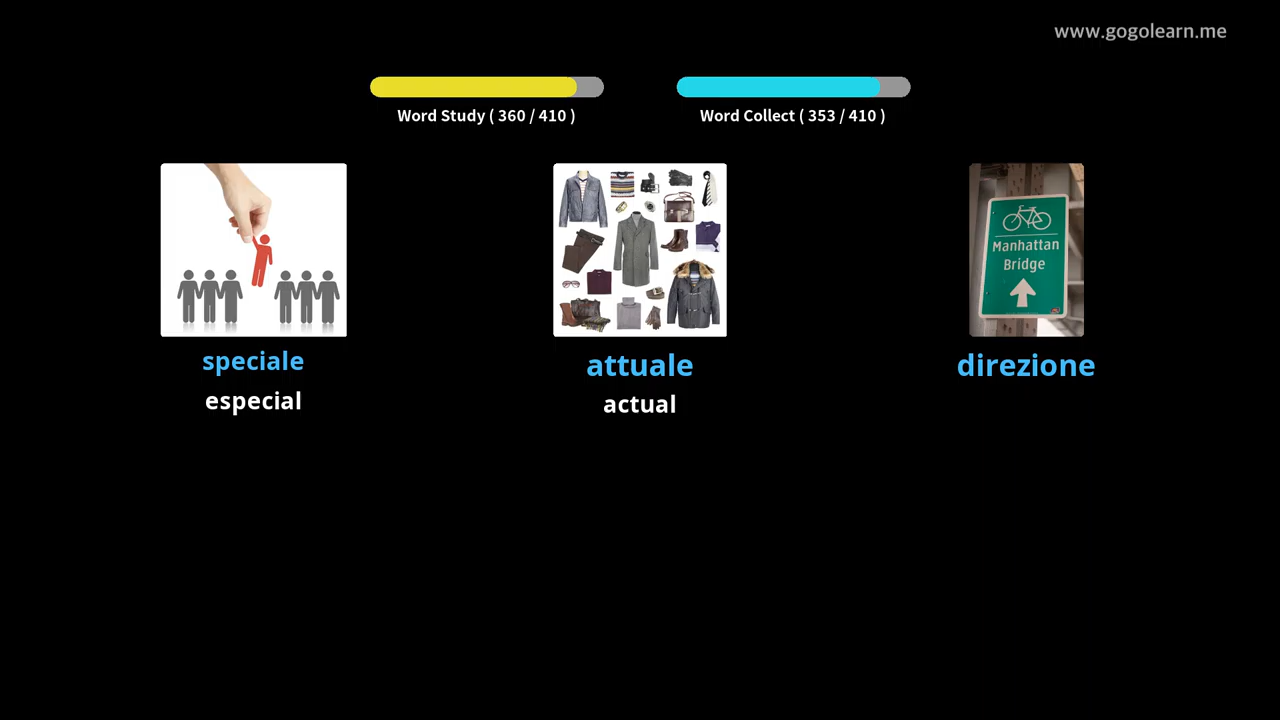 www.gogolearn.me
Word Study ( 360 / 410 )
Word Collect ( 353 / 410 )
Manhattan
Bridge
speciale
especial
attuale
actual
direzione